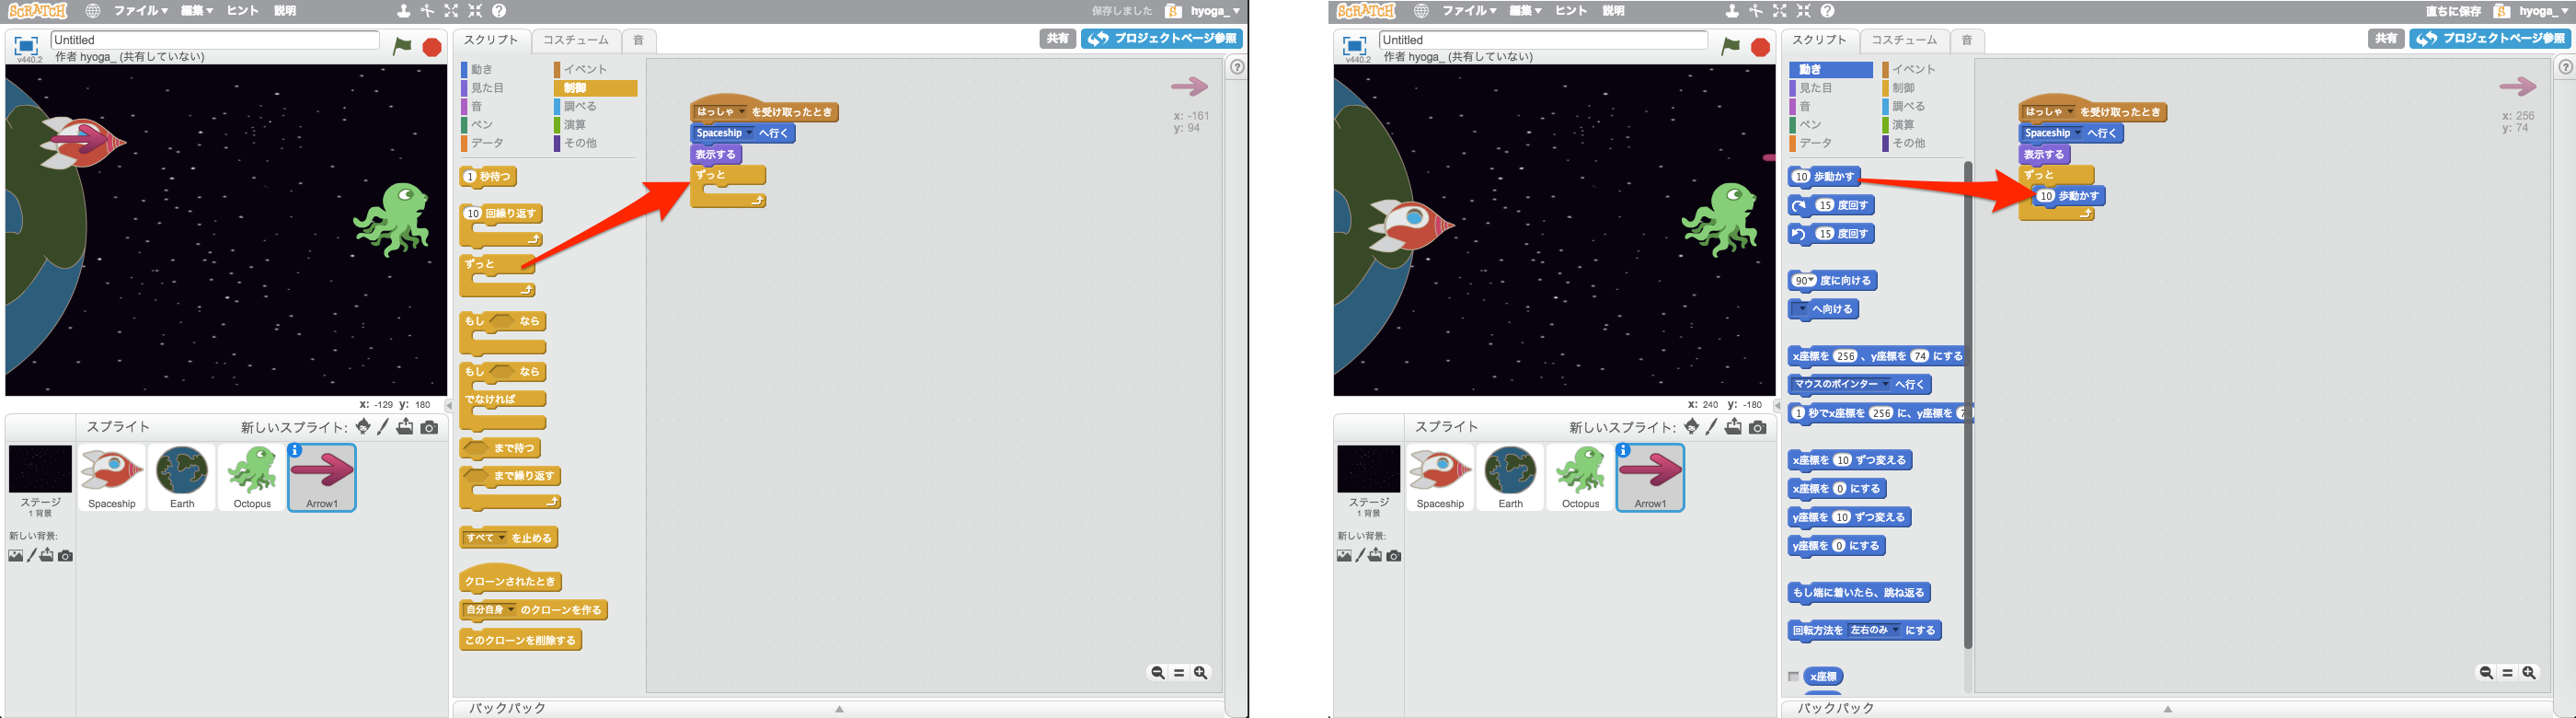 SCRATCH ファイル▼ 編集▼ ヒント 説明 保存しました hyoga_▼
v440.2
Untitled
作者 hyoga_ (共有していない)
スクリプト コスチューム 音 共有 プロジェクトページ参照
動き イベント
見た目 制御
音 調べる
ペン 演算
データ その他
1 秒待つ
10 回繰り返す
ずっと
もし なら
もし なら
でなければ
まで待つ
まで繰り返す
すべて▼ を止める
クローンされたとき
自分自身▼ のクローンを作る
このクローンを削除する
はっしゃ▼ を受け取ったとき
Spaceship▼ へ行く
表示する
ずっと
x: -161
y: 94
x: -129 y: 180
スプライト 新しいスプライト:
ステージ
1 背景
新しい背景:
Spaceship Earth Octopus Arrow1
バックパック
SCRATCH ファイル▼ 編集▼ ヒント 説明 直ちに保存 hyoga_▼
v440.2
Untitled
作者 hyoga_ (共有していない)
スクリプト コスチューム 音 共有 プロジェクトページ参照
動き イベント
見た目 制御
音 調べる
ペン 演算
データ その他
10 歩動かす
15 度回す
15 度回す
90▼ 度に向ける
▼ へ向ける
x座標を 256 、y座標を 74 にする
マウスのポインター▼ へ行く
1 秒でx座標を 256 に、y座標を 7
x座標を 10 ずつ変える
x座標を 0 にする
y座標を 10 ずつ変える
y座標を 0 にする
もし端に着いたら、跳ね返る
回転方法を 左右のみ▼ にする
x座標
はっしゃ▼ を受け取ったとき
Spaceship▼ へ行く
表示する
ずっと
10 歩動かす
x: 256
y: 74
x: 240 y: -180
スプライト 新しいスプライト:
ステージ
1 背景
新しい背景:
Spaceship Earth Octopus Arrow1
バックパック